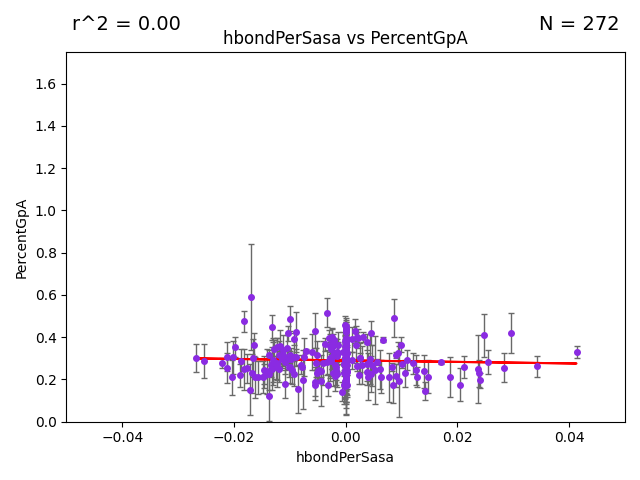 r^2 = 0.00
N = 272
hbondPerSasa vs PercentGpA
1.6
1.4
1.2
1.0
0.8
0.6
0.4
0.2
0.0
PercentGpA
−0.04
−0.02
0.00
0.02
0.04
hbondPerSasa